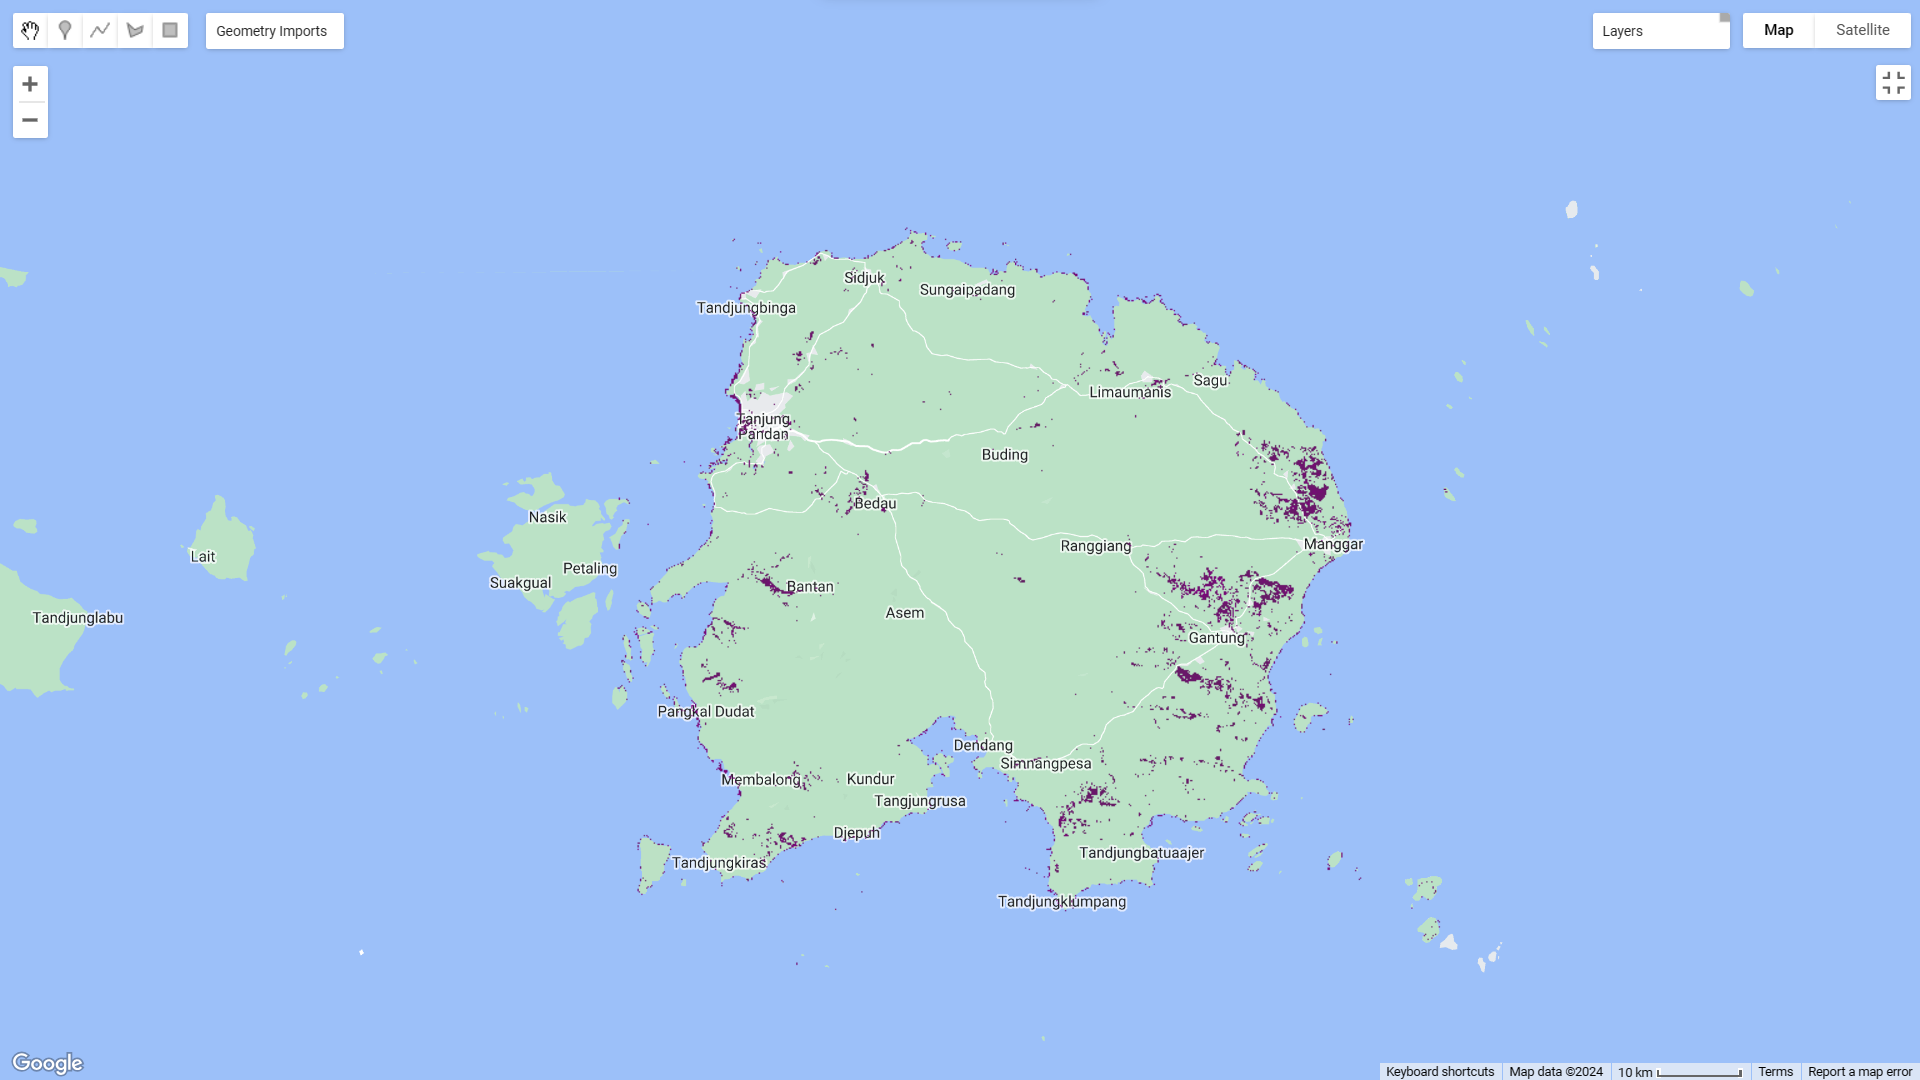 Geometry Imports
Layers
Map
Satellite
Sidjuk
Sungaipadang
Tandjungbinga
Sagu
Limaumanis
Tanjung
Pandan
Buding
Bedau
Nasik
Manggar
Ranggiang
Lait
Petaling
Suakgual
Bantan
Asem
Tandjunglabu
Gantung
Pangkal Dudat
Dendang
Simnangpesa
Membalong
Kundur
Tangjungrusa
Djepuh
Tandjungbatuaajer
Tandjungkiras
Tandjungklumpang
Google
Keyboard shortcuts
Map data ©2024
10 km
Terms
Report a map error